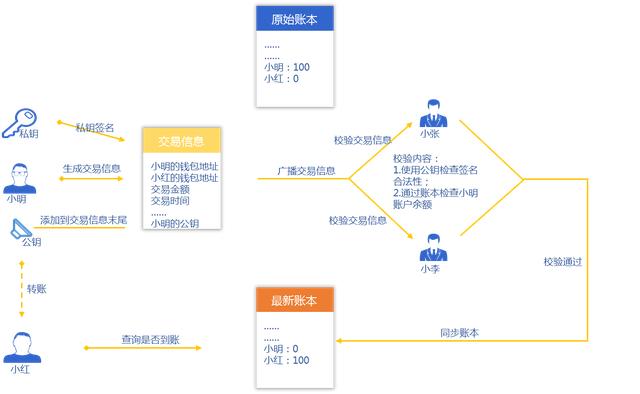 原始账本
……
……
小明：100
小红：0
私钥
私钥签名
交易信息
小明的钱包地址
小红的钱包地址
交易金额
交易时间
……
小明的公钥
生成交易信息
小明
添加到交易信息末尾
公钥
转账
小红
查询是否到账
广播交易信息
校验交易信息
小张
校验内容：
1.使用公钥检查签名
合法性；
2.通过账本检查小明
账户余额
校验交易信息
小李
校验通过
同步账本
最新账本
……
……
小明：0
小红：100